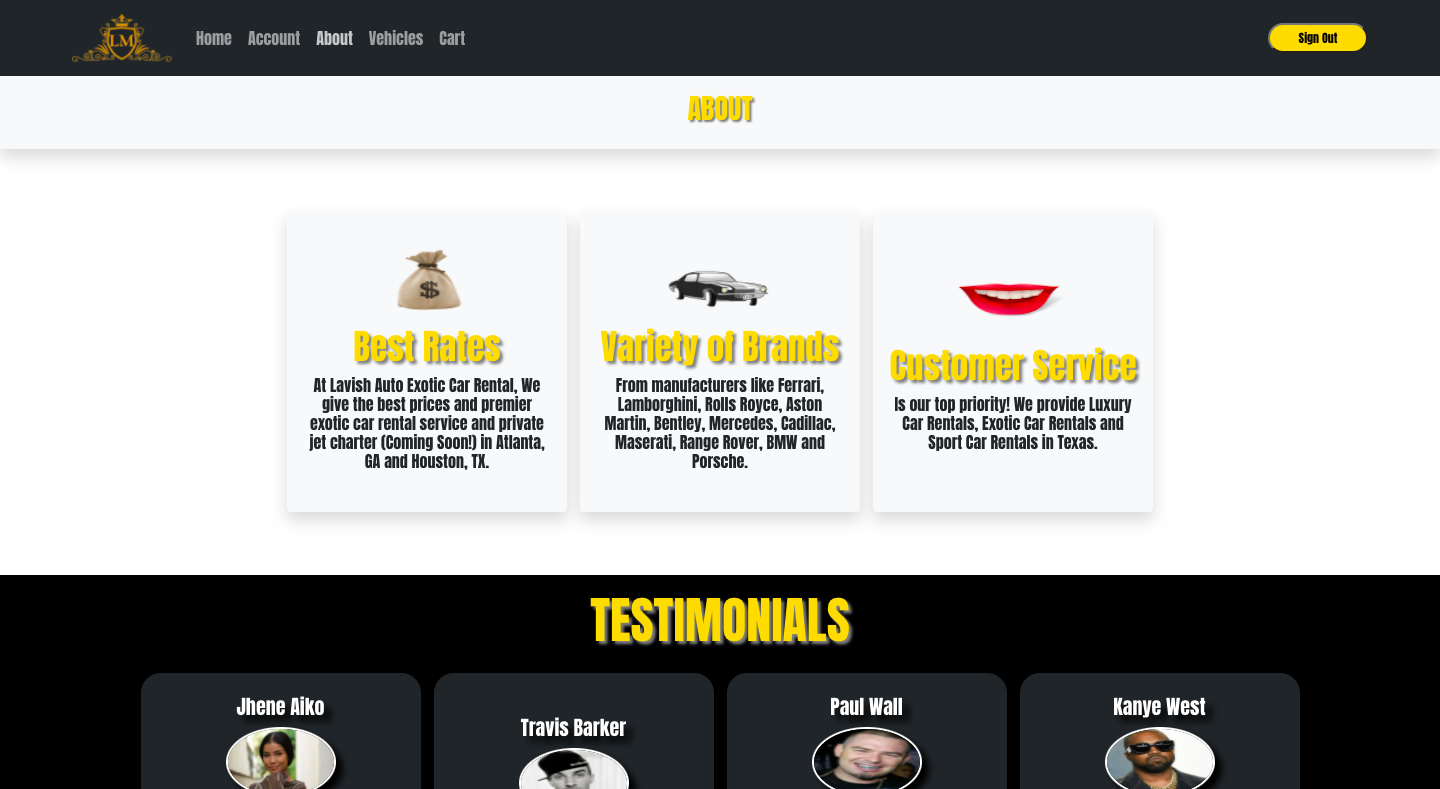 LM
Home Account About Vehicles Cart
Sign Out
ABOUT
$
Best Rates
At Lavish Auto Exotic Car Rental, We
give the best prices and premier
exotic car rental service and private
jet charter (Coming Soon!) in Atlanta,
GA and Houston, TX.
Variety of Brands
From manufacturers like Ferrari,
Lamborghini, Rolls Royce, Aston
Martin, Bentley, Mercedes, Cadillac,
Maserati, Range Rover, BMW and
Porsche.
Customer Service
Is our top priority! We provide Luxury
Car Rentals, Exotic Car Rentals and
Sport Car Rentals in Texas.
TESTIMONIALS
Jhene Aiko
Travis Barker
Paul Wall
Kanye West